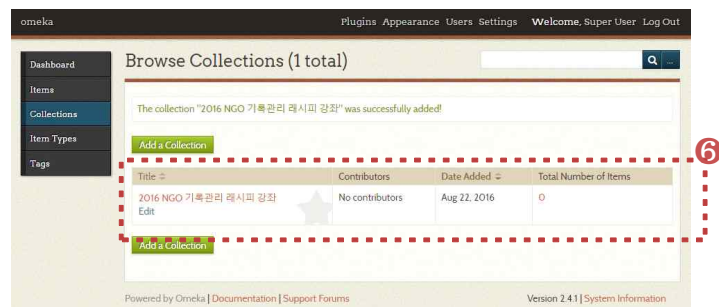 omeka
Plugins Appearance Users Settings Welcome, Super User Log Out
Dashboard
Items
Collections
Item Types
Tags
Browse Collections (1 total)
...
The collection "2016 NGO 기록관리 래시피 강좌" was successfully added!
Add a Collection
❻
Title Contributors Date Added Total Number of Items
2016 NGO 기록관리 래시피 강좌 No contributors Aug 22, 2016 0
Edit
Add a Collection
Powered by Omeka | Documentation | Support Forums
Version 2.4.1 | System Information